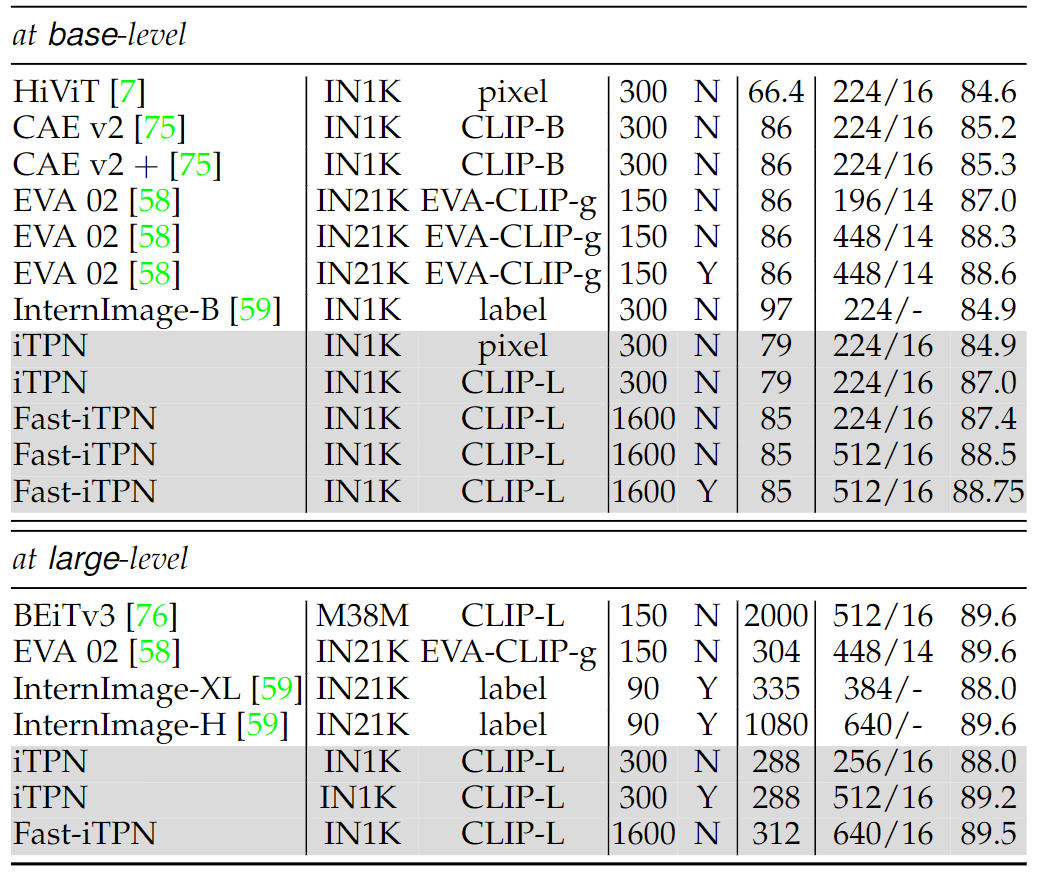 at base-level
HiViT [7] IN1K pixel 300 N 66.4 224/16 84.6
CAE v2 [75] IN1K CLIP-B 300 N 86 224/16 85.2
CAE v2 + [75] IN1K CLIP-B 300 N 86 224/16 85.3
EVA 02 [58] IN21K EVA-CLIP-g 150 N 86 196/14 87.0
EVA 02 [58] IN21K EVA-CLIP-g 150 N 86 448/14 88.3
EVA 02 [58] IN21K EVA-CLIP-g 150 Y 86 448/14 88.6
InternImage-B [59] IN1K label 300 N 97 224/- 84.9
iTPN IN1K pixel 300 N 79 224/16 84.9
iTPN IN1K CLIP-L 300 N 79 224/16 87.0
Fast-iTPN IN1K CLIP-L 1600 N 85 224/16 87.4
Fast-iTPN IN1K CLIP-L 1600 N 85 512/16 88.5
Fast-iTPN IN1K CLIP-L 1600 Y 85 512/16 88.75
at large-level
BEiTv3 [76] M38M CLIP-L 150 N 2000 512/16 89.6
EVA 02 [58] IN21K EVA-CLIP-g 150 N 304 448/14 89.6
InternImage-XL [59] IN21K label 90 Y 335 384/- 88.0
InternImage-H [59] IN21K label 90 Y 1080 640/- 89.6
iTPN IN1K CLIP-L 300 N 288 256/16 88.0
iTPN IN1K CLIP-L 300 Y 288 512/16 89.2
Fast-iTPN IN1K CLIP-L 1600 N 312 640/16 89.5